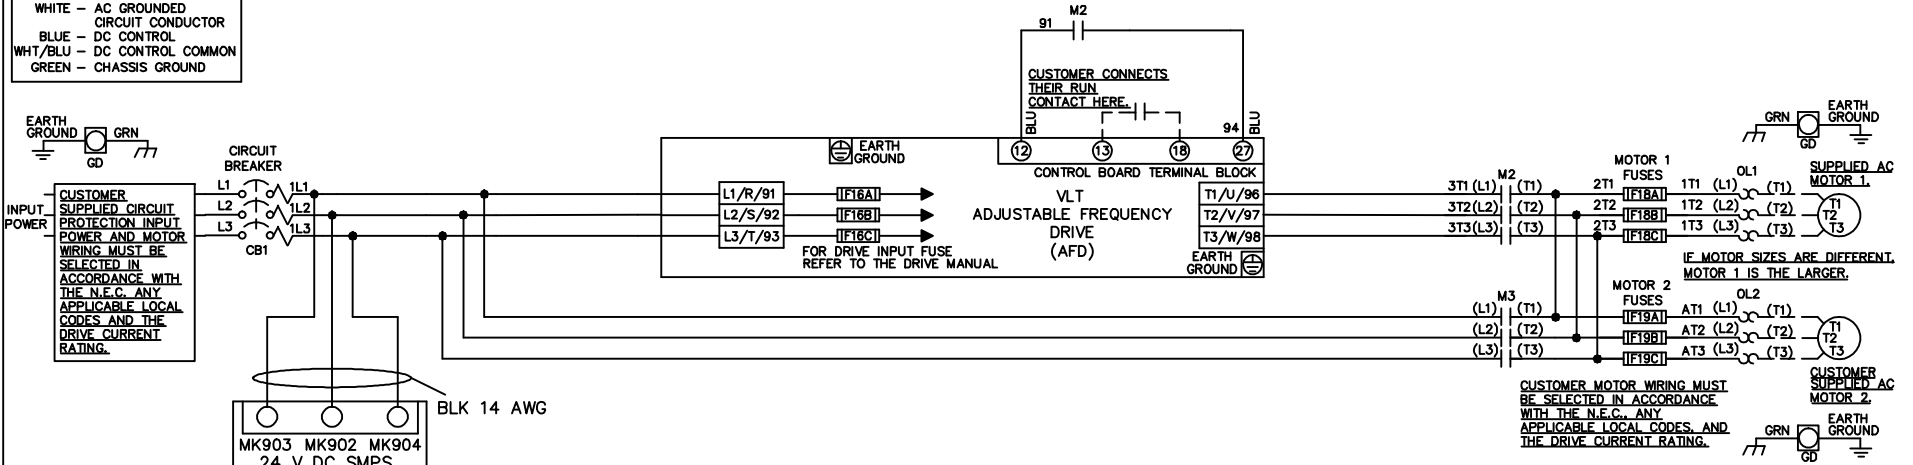 WHITE – AC GROUNDED
CIRCUIT CONDUCTOR
BLUE – DC CONTROL
WHT/BLU – DC CONTROL COMMON
GREEN – CHASSIS GROUND
EARTH
GROUND
GRN
GD
CIRCUIT
BREAKER
INPUT
POWER
CUSTOMER
SUPPLIED CIRCUIT
PROTECTION INPUT
POWER AND MOTOR
WIRING MUST BE
SELECTED IN
ACCORDANCE WITH
THE N.E.C. ANY
APPLICABLE LOCAL
CODES AND THE
DRIVE CURRENT
RATING.
L1 1L1
L2 1L2
L3 1L3
CB1
BLK 14 AWG
MK903 MK902 MK904
24 V DC SMPS
M2
91
CUSTOMER CONNECTS
THEIR RUN
CONTACT HERE.
BLU
94 BLU
12 13 18 27
CONTROL BOARD TERMINAL BLOCK
EARTH
GROUND
L1/R/91 F16A
L2/S/92 F16B
L3/T/93 F16C
FOR DRIVE INPUT FUSE
REFER TO THE DRIVE MANUAL
VLT
ADJUSTABLE FREQUENCY
DRIVE
(AFD)
T1/U/96
T2/V/97
T3/W/98
EARTH
GROUND
M2
3T1 (L1) (T1)
3T2(L2) (T2)
3T3(L3) (T3)
MOTOR 1
FUSES
OL1
2T1 F18A 1T1 (L1) (T1)
2T2 F18B 1T2 (L2) (T2)
2T3 F18C 1T3 (L3) (T3)
GRN
EARTH
GROUND
GD
SUPPLIED AC
MOTOR 1.
T1
T2
T3
IF MOTOR SIZES ARE DIFFERENT,
MOTOR 1 IS THE LARGER.
M3
(L1) (T1)
(L2) (T2)
(L3) (T3)
MOTOR 2
FUSES
OL2
F19A AT1 (L1) (T1)
F19B AT2 (L2) (T2)
F19C AT3 (L3) (T3)
T1
T2
T3
CUSTOMER
SUPPLIED AC
MOTOR 2.
CUSTOMER MOTOR WIRING MUST
BE SELECTED IN ACCORDANCE
WITH THE N.E.C., ANY
APPLICABLE LOCAL CODES, AND
THE DRIVE CURRENT RATING.
GRN
EARTH
GROUND
GD